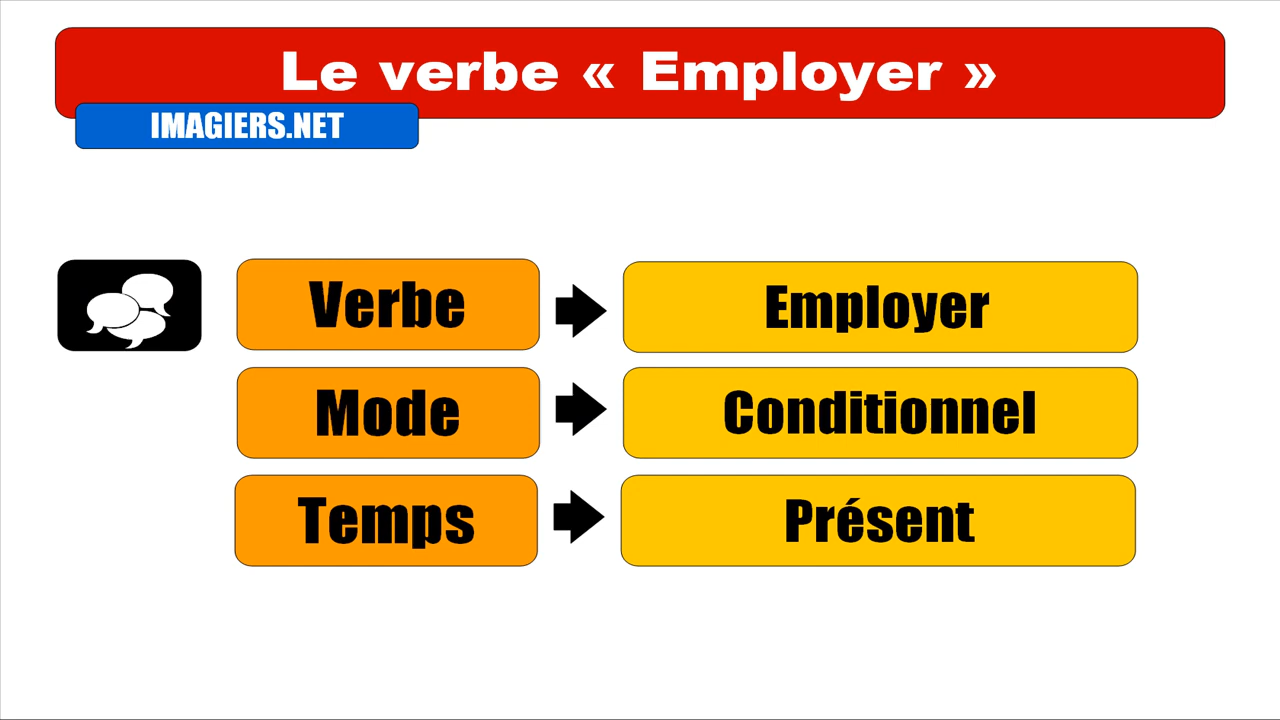 Le verbe « Employer »
IMAGIERS.NET
Verbe
Employer
Mode
Conditionnel
Temps
Présent